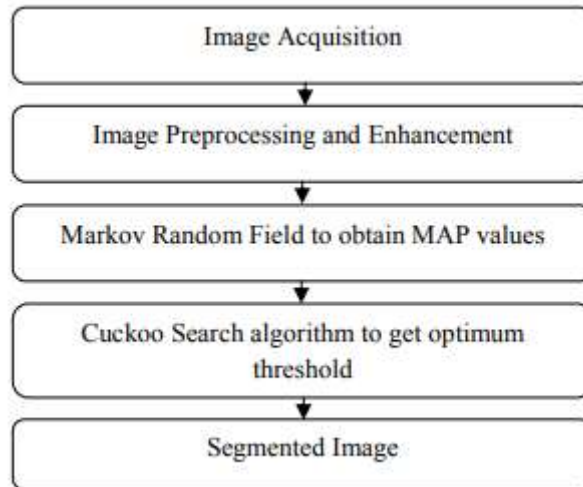 Image Acquisition
Image Preprocessing and Enhancement
Markov Random Field to obtain MAP values
Cuckoo Search algorithm to get optimum
threshold
Segmented Image